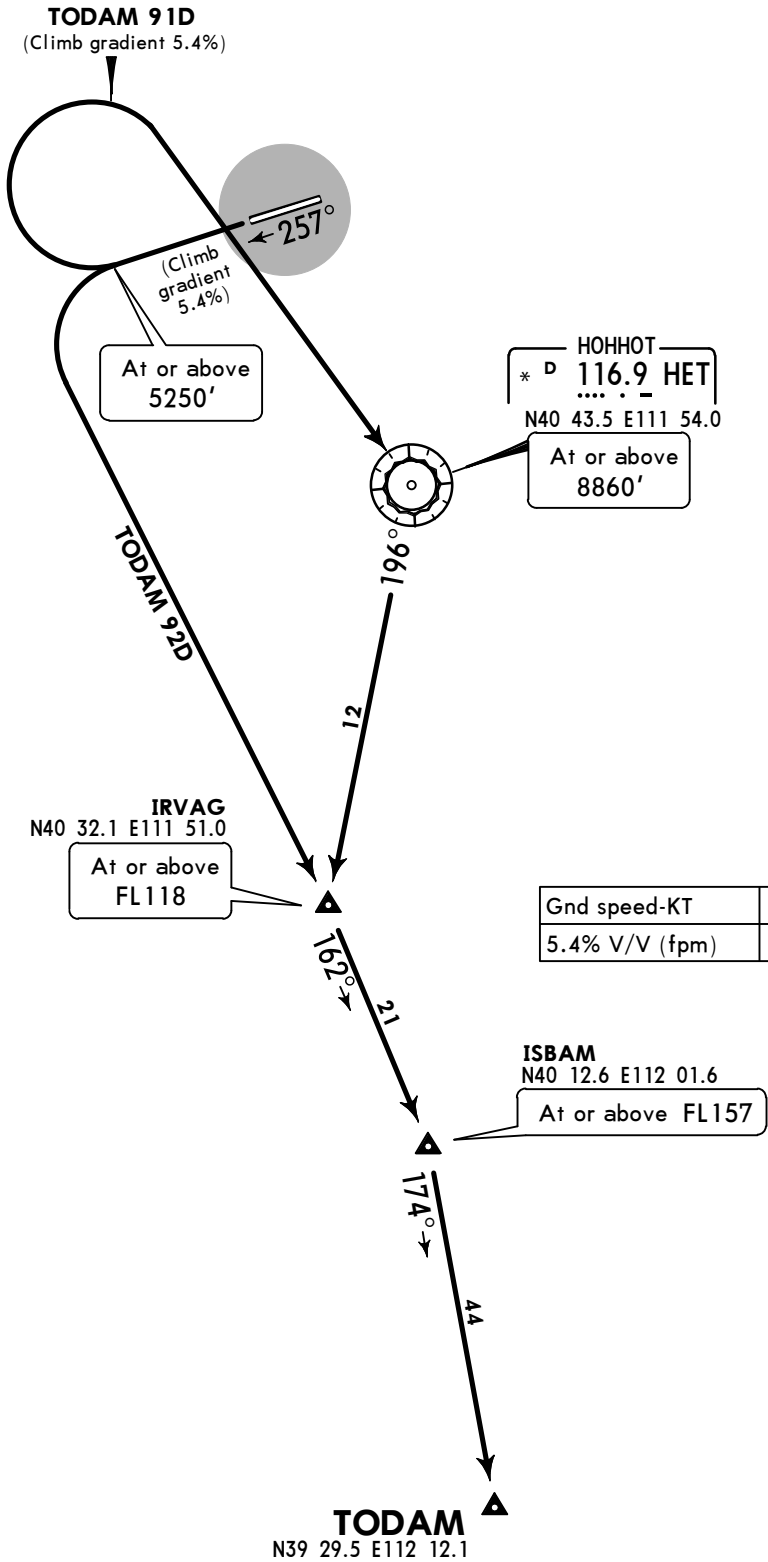 TODAM 91D
(Climb gradient 5.4%)
257°
(Climb
gradient
5.4%)
At or above
5250'
HOHHOT
* D 116.9 HET
N40 43.5 E111 54.0
At or above
8860'
196°
TODAM 92D
12
IRVAG
N40 32.1 E111 51.0
At or above
FL118
Gnd speed-KT
5.4% V/V (fpm)
162°
21
ISBAM
N40 12.6 E112 01.6
At or above FL157
174°
44
TODAM
N39 29.5 E112 12.1